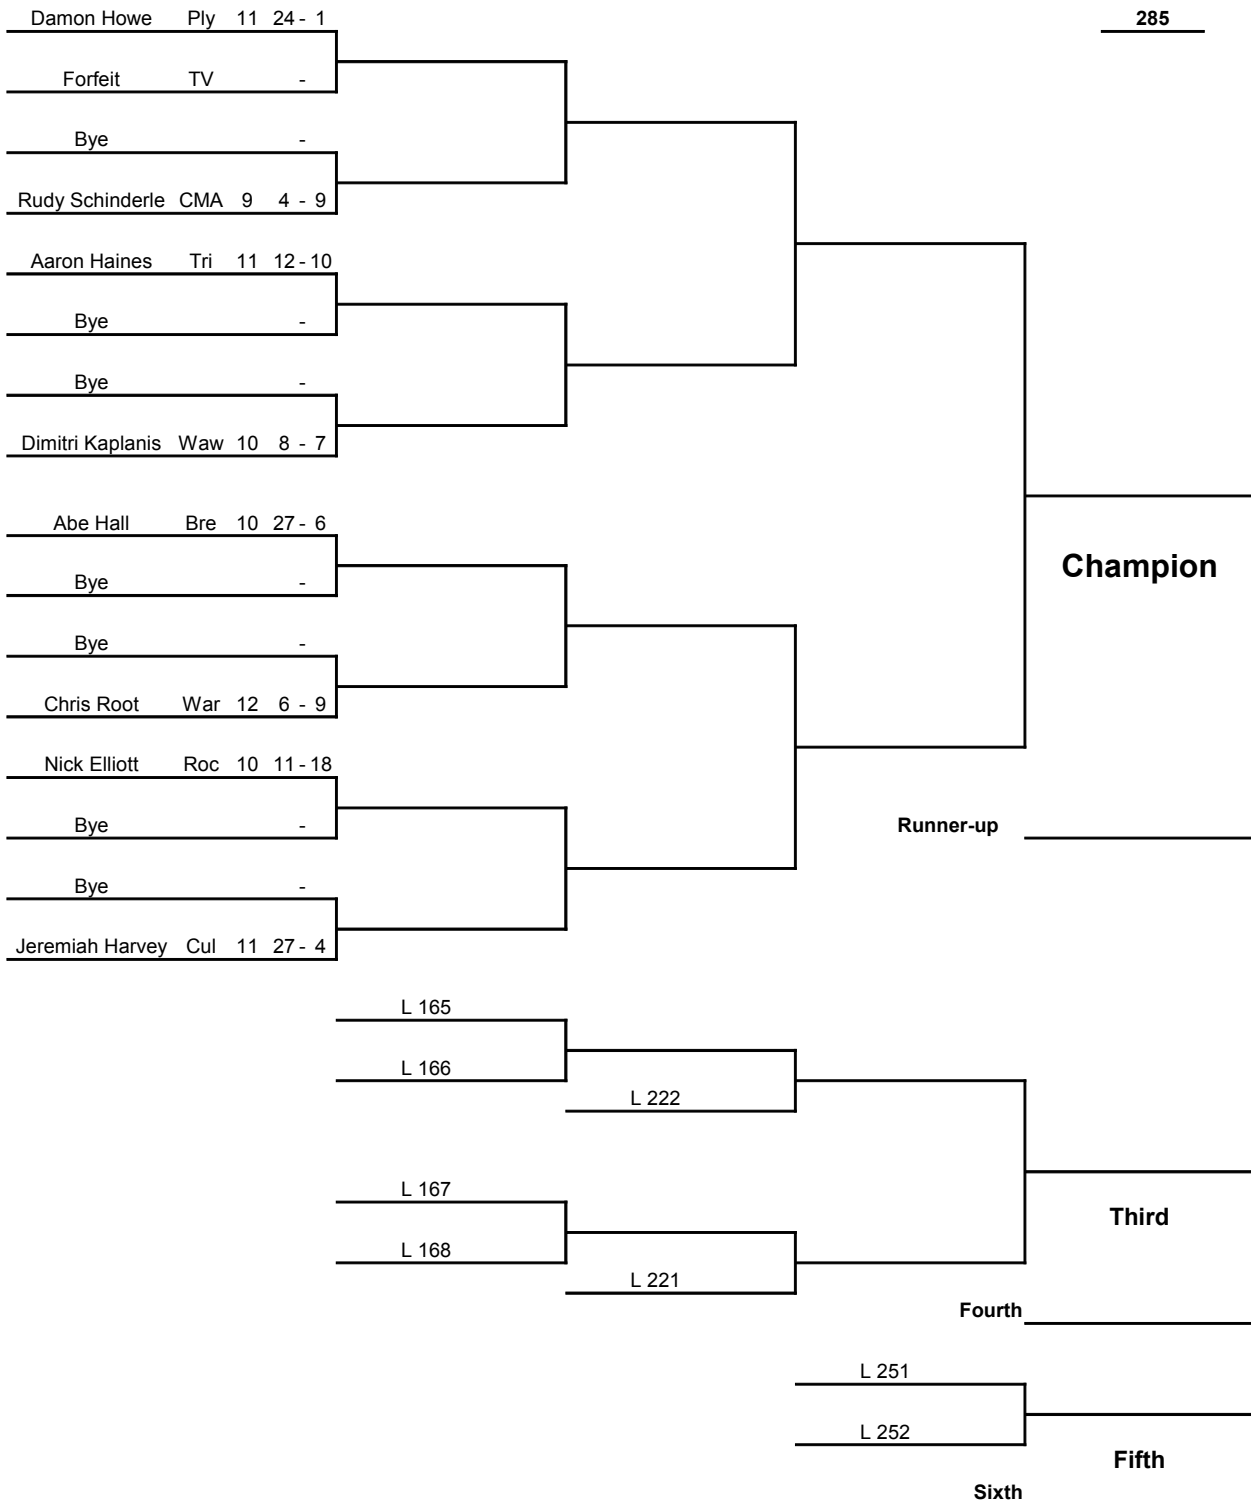 Damon Howe Ply 11 24 - 1
285
Forfeit TV -
Bye -
Rudy Schinderle CMA 9 4 - 9
Aaron Haines Tri 11 12 - 10
Bye -
Bye -
Dimitri Kaplanis Waw 10 8 - 7
Abe Hall Bre 10 27 - 6
Champion
Bye -
Bye -
Chris Root War 12 6 - 9
Nick Elliott Roc 10 11 - 18
Bye -
Runner-up
Bye -
Jeremiah Harvey Cul 11 27 - 4
L 165
L 166
L 222
L 167
Third
L 168
L 221
Fourth
L 251
L 252
Fifth
Sixth